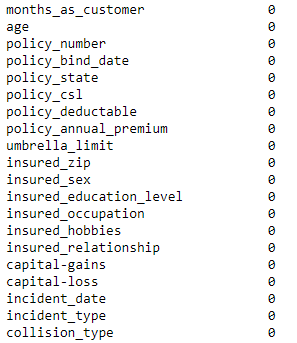 months_as_customer 0
age 0
policy_number 0
policy_bind_date 0
policy_state 0
policy_csl 0
policy_deductable 0
policy_annual_premium 0
umbrella_limit 0
insured_zip 0
insured_sex 0
insured_education_level 0
insured_occupation 0
insured_hobbies 0
insured_relationship 0
capital-gains 0
capital-loss 0
incident_date 0
incident_type 0
collision_type 0